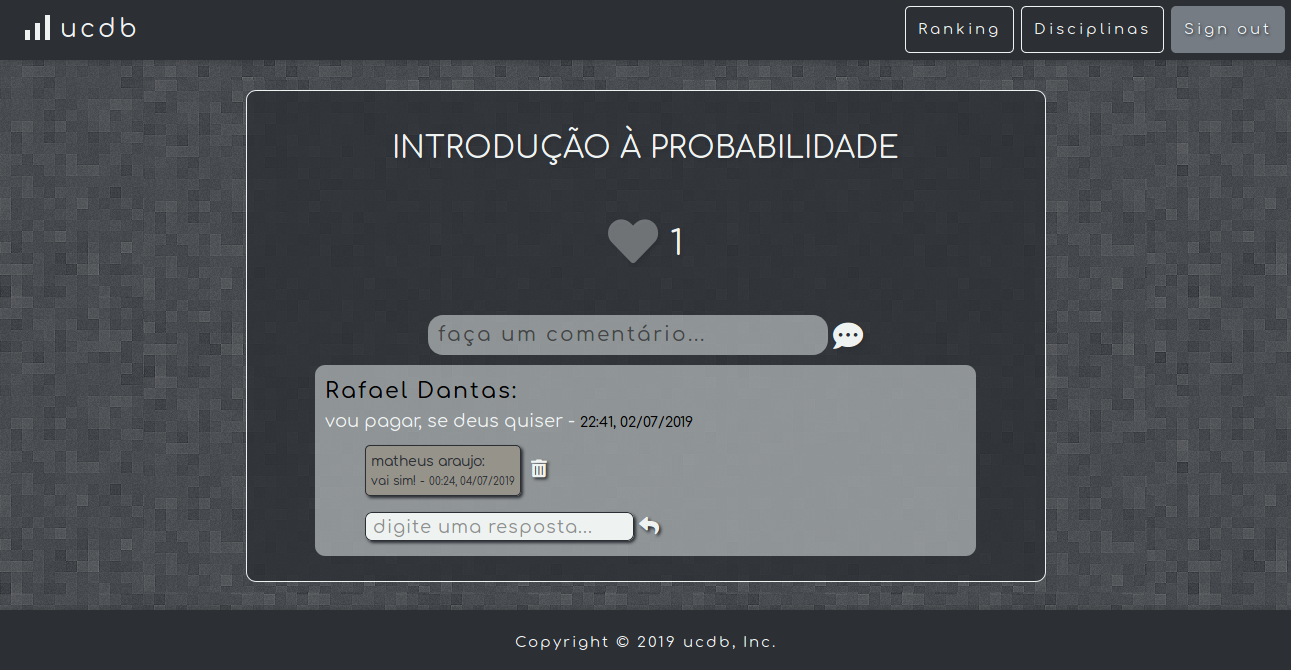 ucdb
Ranking
Disciplinas
Sign out
INTRODUÇÃO À PROBABILIDADE
1
faça um comentário...
Rafael Dantas:
vou pagar, se deus quiser - 22:41, 02/07/2019
matheus araujo:
vai sim! - 00:24, 04/07/2019
digite uma resposta...
Copyright © 2019 ucdb, Inc.